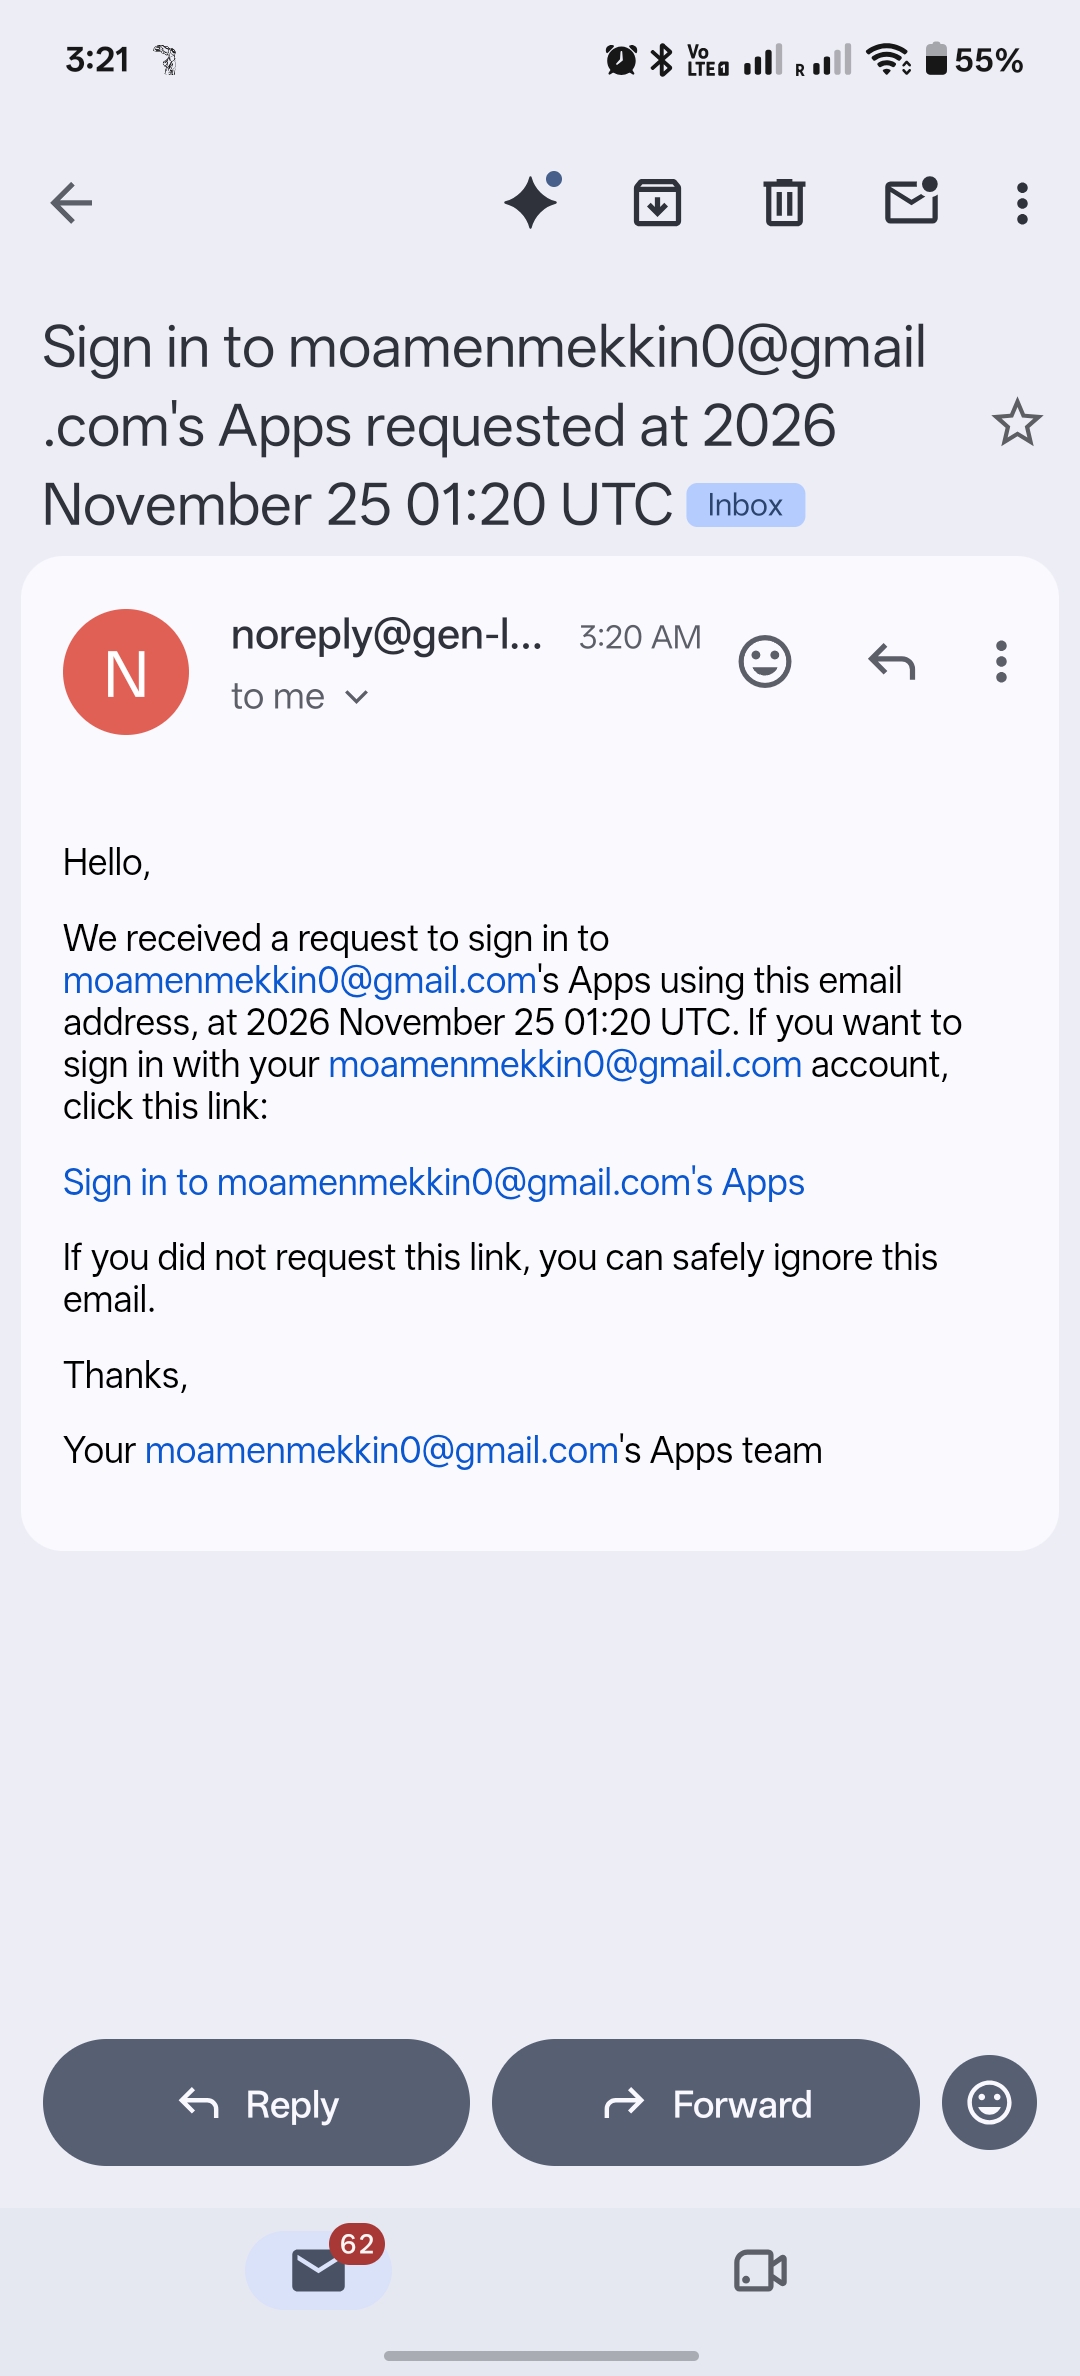 3:21
Vo
LTE 1
R
55%
Sign in to moamenmekkin0@gmail
.com's Apps requested at 2026
November 25 01:20 UTC Inbox
N
noreply@gen-l... 3:20 AM
to me
Hello,
We received a request to sign in to
moamenmekkin0@gmail.com's Apps using this email
address, at 2026 November 25 01:20 UTC. If you want to
sign in with your moamenmekkin0@gmail.com account,
click this link:
Sign in to moamenmekkin0@gmail.com's Apps
If you did not request this link, you can safely ignore this
email.
Thanks,
Your moamenmekkin0@gmail.com's Apps team
Reply
Forward
62